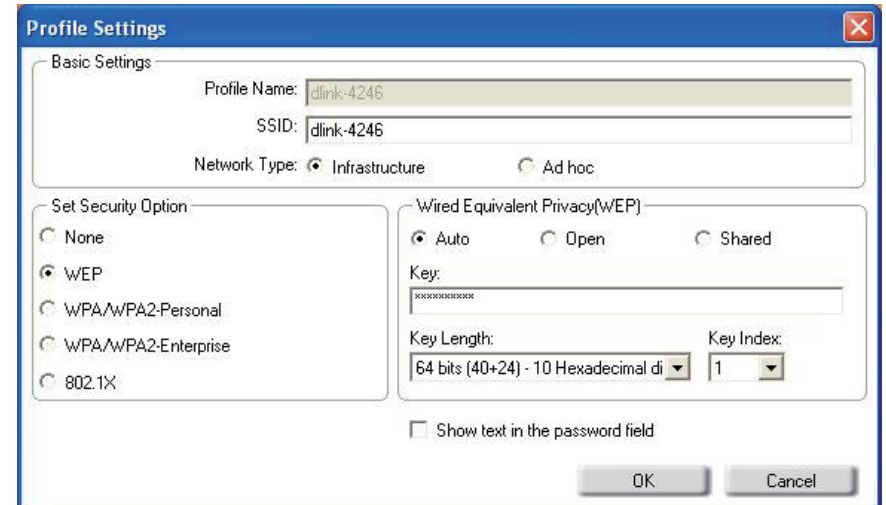 Profile Settings
Basic Settings
Profile Name: dlink-4246
SSID: dlink-4246
Network Type: Infrastructure Ad hoc
Set Security Option
None
WEP
WPA/WPA2-Personal
WPA/WPA2-Enterprise
802.1X
Wired Equivalent Privacy(WEP)
Auto Open Shared
Key:
**********
Key Length: Key Index:
64 bits (40+24) - 10 Hexadecimal di 1
Show text in the password field
OK Cancel